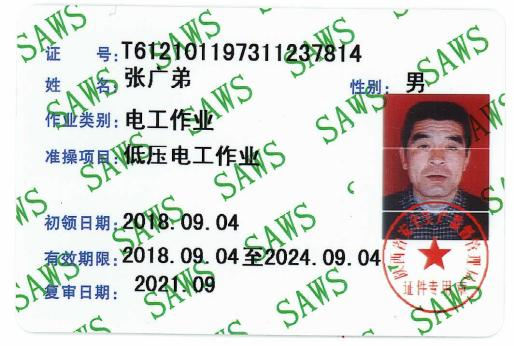 证 号：T612101197311237814
姓 名：张广弟 性别：男
作业类别：电工作业
准操项目：低压电工作业
初领日期：2018.09.04
有效期限：2018.09.04至2024.09.04
复审日期：2021.09
SAWS
证件专用章